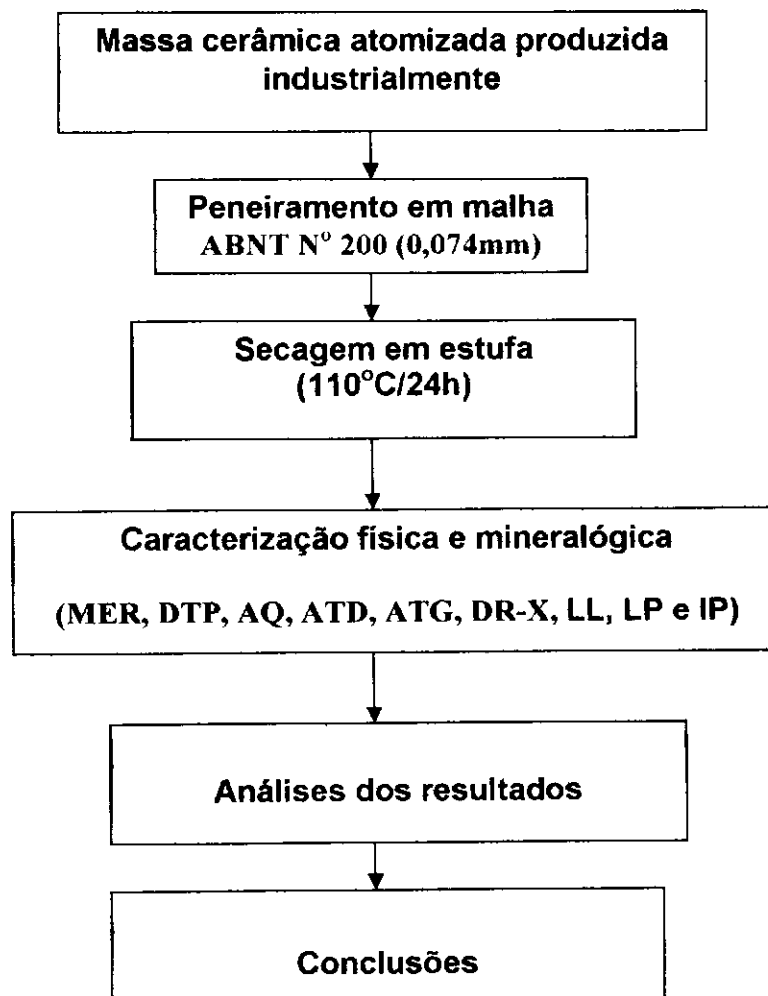 Massa cerâmica atomizada produzida
industrialmente
Peneiramento em malha
ABNT Nº 200 (0,074mm)
Secagem em estufa
(110°C/24h)
Caracterização física e mineralógica
(MER, DTP, AQ, ATD, ATG, DR-X, LL, LP e IP)
Análises dos resultados
Conclusões